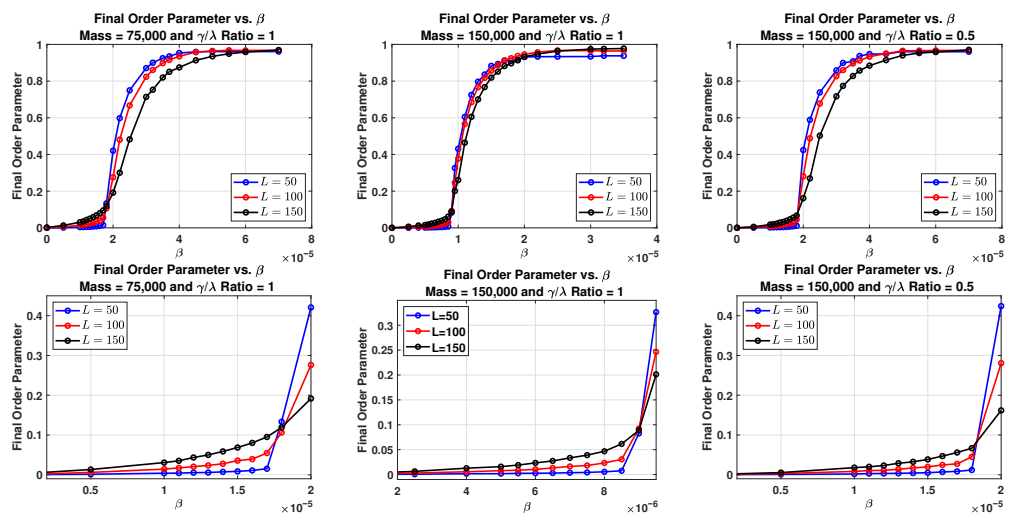 Final Order Parameter vs. β
Mass = 75,000 and γ/λ Ratio = 1
Final Order Parameter
1
0.8
0.6
0.4
0.2
0
0
2
4
6
8
β
×10⁻⁵
L = 50
L = 100
L = 150
Final Order Parameter vs. β
Mass = 150,000 and γ/λ Ratio = 1
Final Order Parameter
1
0.8
0.6
0.4
0.2
0
0
1
2
3
4
β
×10⁻⁵
L = 50
L = 100
L = 150
Final Order Parameter vs. β
Mass = 150,000 and γ/λ Ratio = 0.5
Final Order Parameter
1
0.8
0.6
0.4
0.2
0
0
2
4
6
8
β
×10⁻⁵
L = 50
L = 100
L = 150
Final Order Parameter vs. β
Mass = 75,000 and γ/λ Ratio = 1
Final Order Parameter
0.4
0.3
0.2
0.1
0
0.5
1
1.5
2
β
×10⁻⁵
L = 50
L = 100
L = 150
Final Order Parameter vs. β
Mass = 150,000 and γ/λ Ratio = 1
Final Order Parameter
0.3
0.25
0.2
0.15
0.1
0.05
0
2
4
6
8
β
×10⁻⁶
L=50
L=100
L=150
Final Order Parameter vs. β
Mass = 150,000 and γ/λ Ratio = 0.5
Final Order Parameter
0.4
0.3
0.2
0.1
0
0.5
1
1.5
2
β
×10⁻⁵
L = 50
L = 100
L = 150